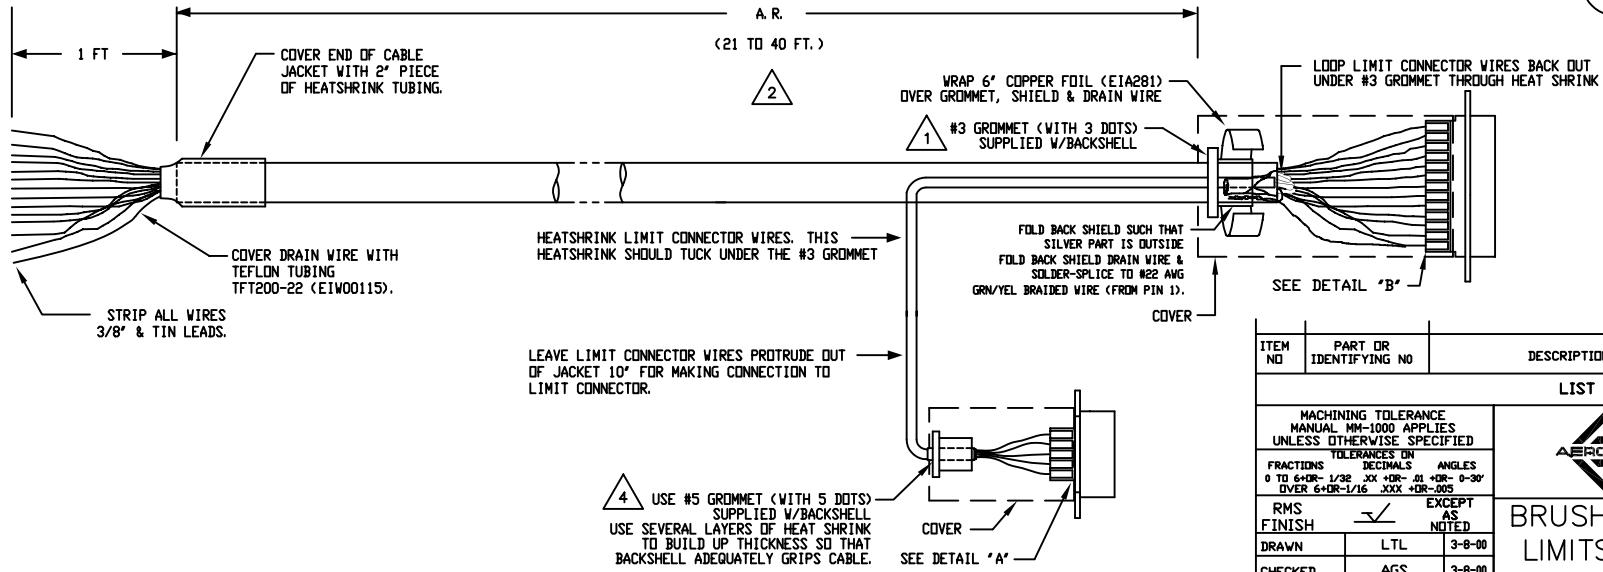 A.R.
(21 TO 40 FT.)
2
1 FT
COVER END OF CABLE
JACKET WITH 2" PIECE
OF HEATSHRINK TUBING.
WRAP 6" COPPER FOIL (EIA281)
OVER GROMMET, SHIELD & DRAIN WIRE
LOOP LIMIT CONNECTOR WIRES BACK OUT
UNDER #3 GROMMET THROUGH HEAT SHRINK
1
#3 GROMMET (WITH 3 DOTS)
SUPPLIED W/BACKSHELL
COVER DRAIN WIRE WITH
TEFLON TUBING
TFT200-22 (EIW00115).
STRIP ALL WIRES
3/8" & TIN LEADS.
HEATSHRINK LIMIT CONNECTOR WIRES. THIS
HEATSHRINK SHOULD TUCK UNDER THE #3 GROMMET
FOLD BACK SHIELD SUCH THAT
SILVER PART IS OUTSIDE
FOLD BACK SHIELD DRAIN WIRE &
SOLDER-SPLICE TO #22 AWG
GRN/YEL BRAIDED WIRE (FROM PIN 1).
COVER
SEE DETAIL "B"
LEAVE LIMIT CONNECTOR WIRES PROTRUDE OUT
OF JACKET 10" FOR MAKING CONNECTION TO
LIMIT CONNECTOR.
4
USE #5 GROMMET (WITH 5 DOTS)
SUPPLIED W/BACKSHELL
USE SEVERAL LAYERS OF HEAT SHRINK
TO BUILD UP THICKNESS SO THAT
BACKSHELL ADEQUATELY GRIPS CABLE.
COVER
SEE DETAIL "A"
ITEM
NO
PART OR
IDENTIFYING NO
DESCRIPTIO
LIST
MACHINING TOLERANCE
MANUAL MM-1000 APPLIES
UNLESS OTHERWISE SPECIFIED
TOLERANCES ON
FRACTIONS DECIMALS ANGLES
0 TO 6+OR- 1/32 .XX +OR- .01 +OR- 0-30'
OVER 6+OR-1/16 .XXX +OR-.005
RMS
FINISH
EXCEPT
AS
NOTED
DRAWN LTL 3-8-00
CHECKED AGS 3-8-00
AERO
BRUSH
LIMITS